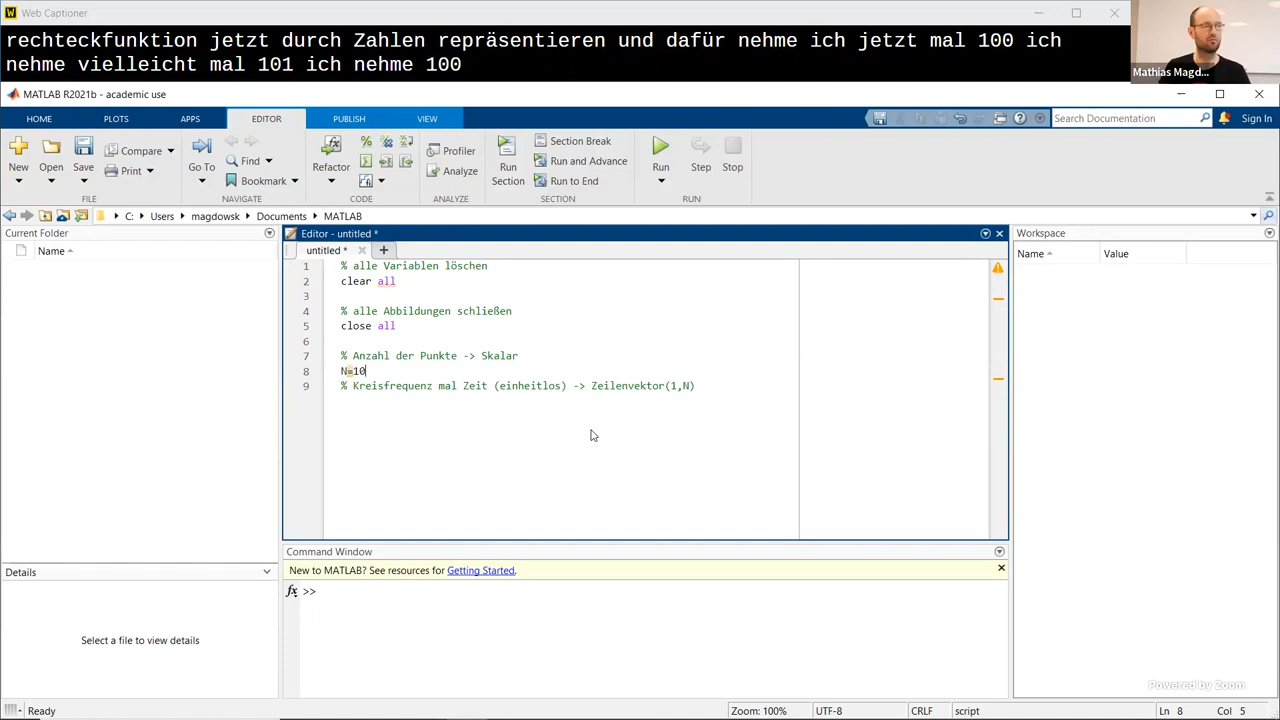 Web Captioner
rechteckfunktion jetzt durch Zahlen repräsentieren und dafür nehme ich jetzt mal 100 ich
nehme vielleicht mal 101 ich nehme 100
Mathias Magd...
MATLAB R2021b - academic use
HOME PLOTS APPS EDITOR PUBLISH VIEW
Search Documentation
Sign In
New Open Save Compare Print
Go To Find Bookmark
Refactor
Profiler Analyze
Run Section
Section Break
Run and Advance
Run to End
Run Step Stop
FILE NAVIGATE CODE ANALYZE SECTION RUN
C: Users magdowsk Documents MATLAB
Current Folder
Name
Editor - untitled *
untitled *
1 % alle Variablen löschen
2 clear all
3
4 % alle Abbildungen schließen
5 close all
6
7 % Anzahl der Punkte -> Skalar
8 N=10
9 % Kreisfrequenz mal Zeit (einheitlos) -> Zeilenvektor(1,N)
Workspace
Name Value
Command Window
New to MATLAB? See resources for Getting Started.
fx >>
Details
Select a file to view details
Powered by Zoom
Ready
Zoom: 100% UTF-8 CRLF script Ln 8 Col 5